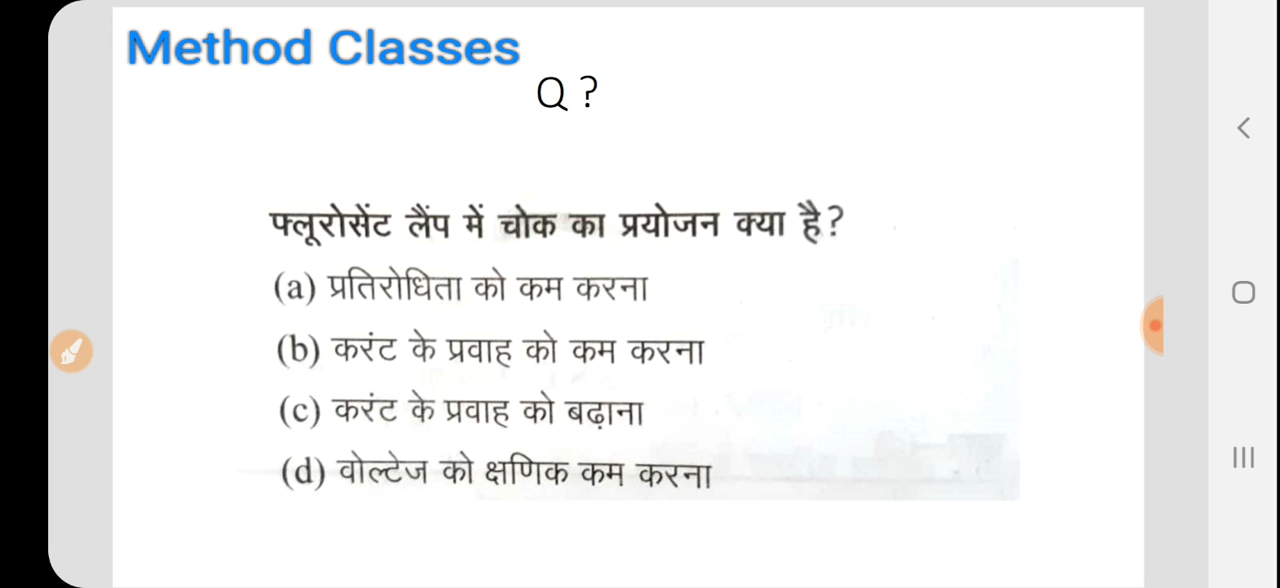 Method Classes
Q ?
फ्लूरोसेंट लैंप में चोक का प्रयोजन क्या है?
(a) प्रतिरोधिता को कम करना
(b) करंट के प्रवाह को कम करना
(c) करंट के प्रवाह को बढ़ाना
(d) वोल्टेज को क्षणिक कम करना